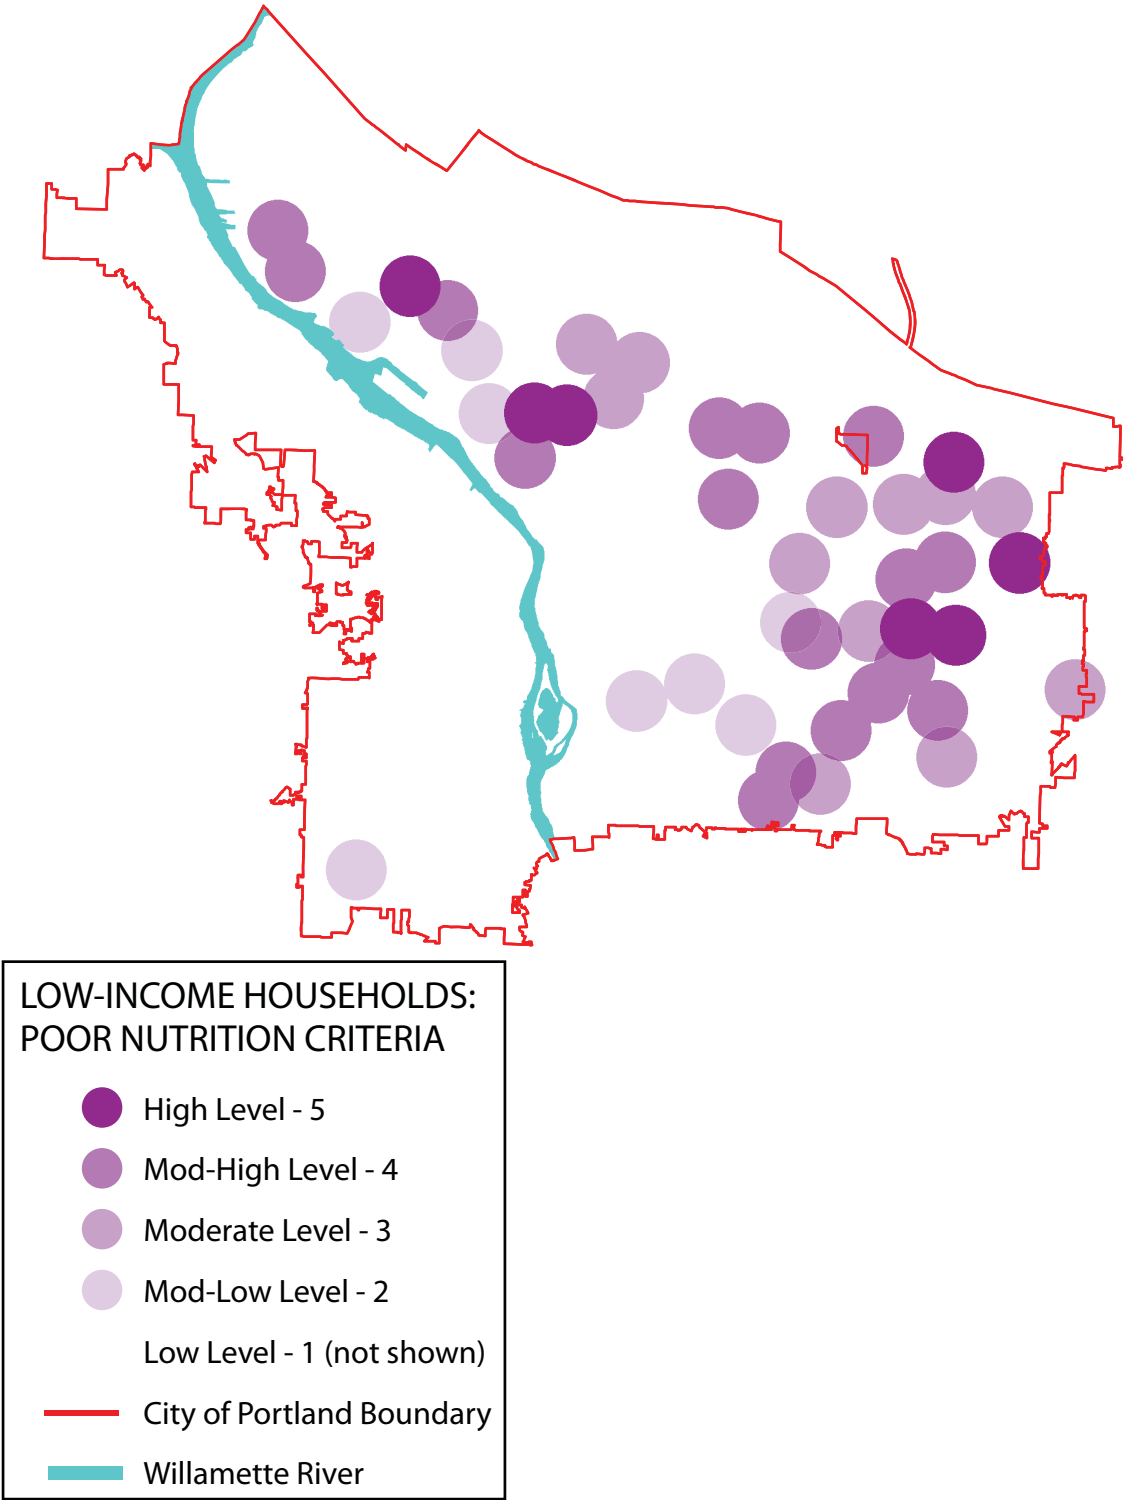 LOW-INCOME HOUSEHOLDS:
POOR NUTRITION CRITERIA
High Level - 5
Mod-High Level - 4
Moderate Level - 3
Mod-Low Level - 2
Low Level - 1 (not shown)
City of Portland Boundary
Willamette River